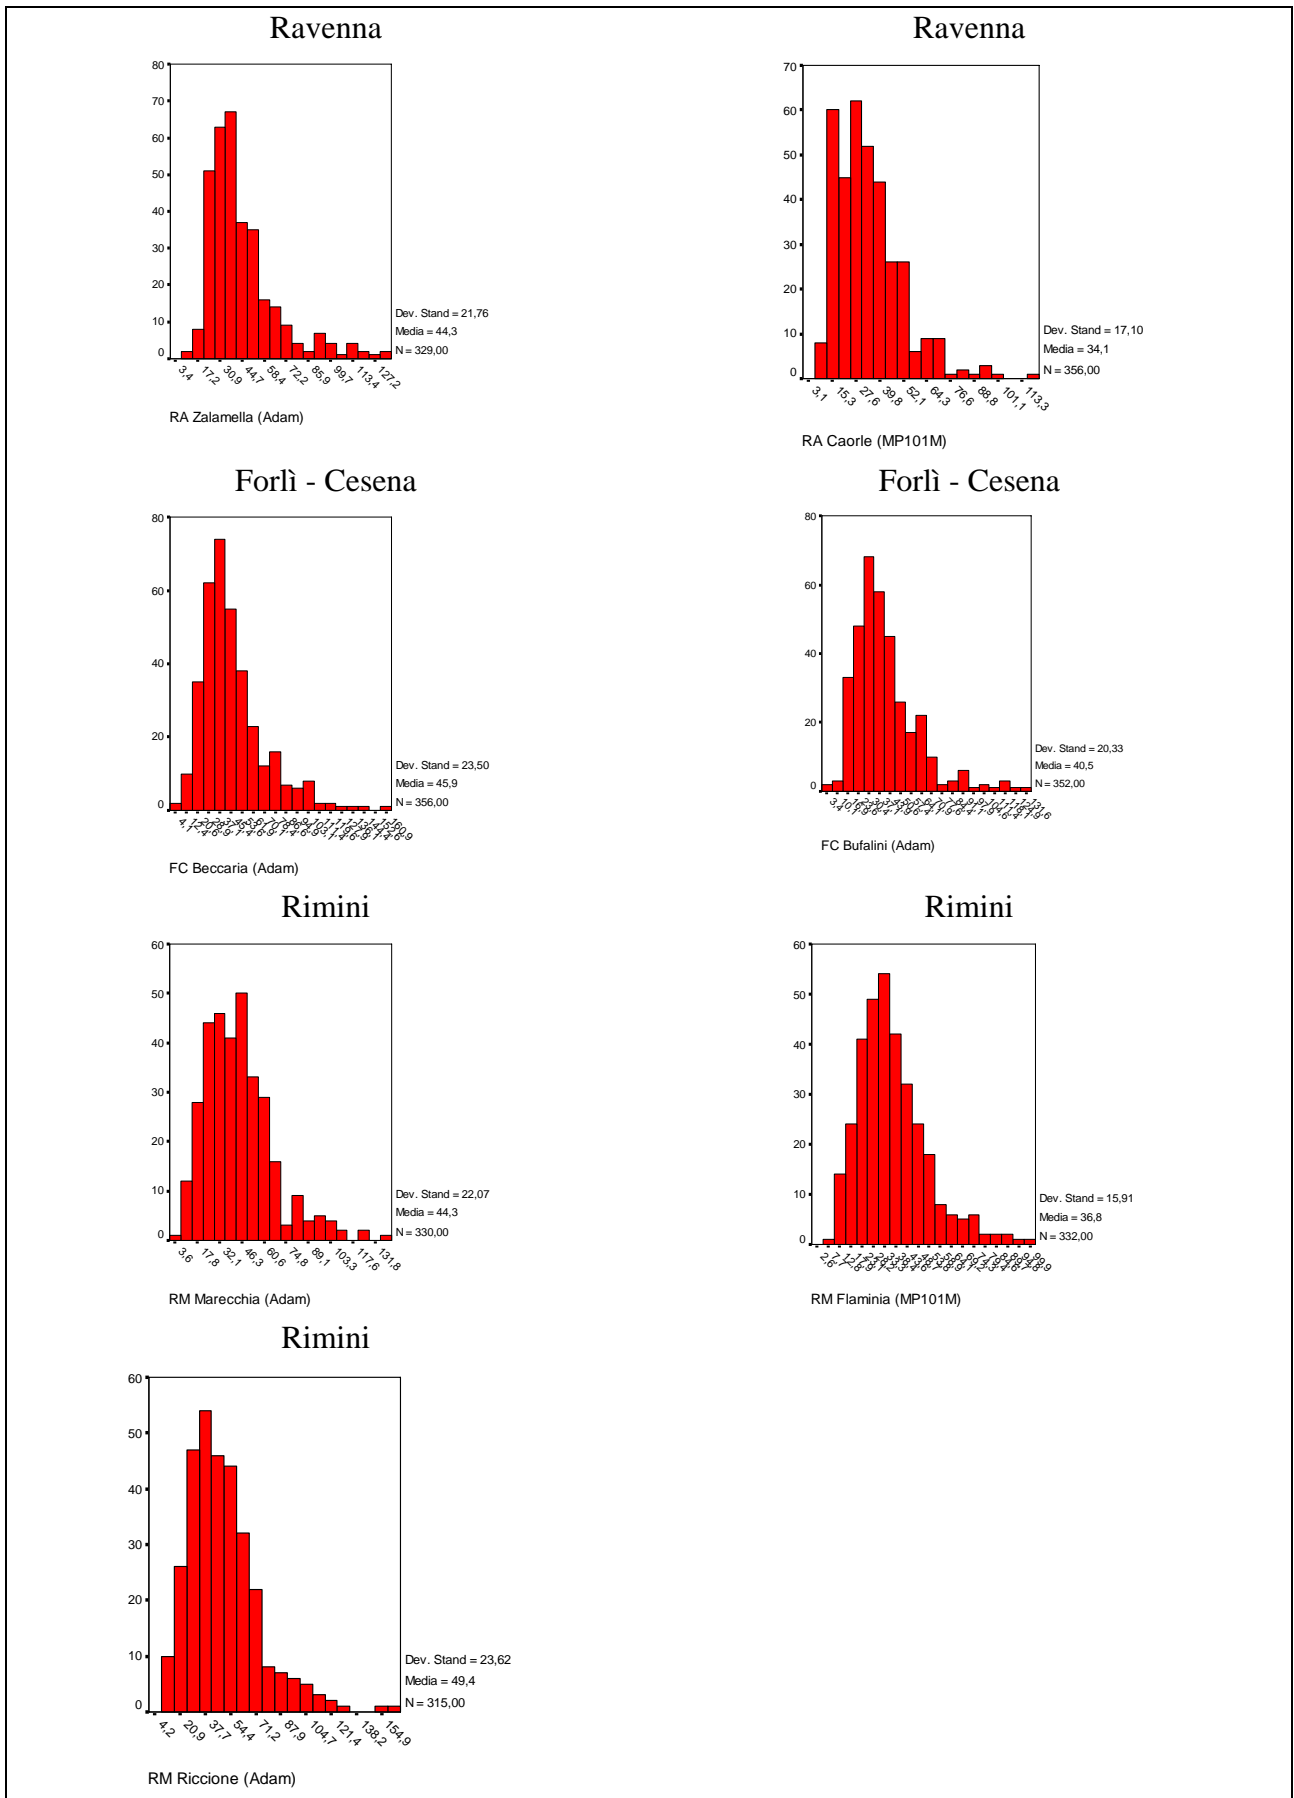 Ravenna
80
70
60
50
40
30
20
10
0
Dev. Stand = 21,76
Media = 44,3
N = 329,00
3,4 17,2 30,9 44,7 58,4 72,2 85,9 99,7 113,4 127,2
RA Zalamella (Adam)
Ravenna
70
60
50
40
30
20
10
0
Dev. Stand = 17,10
Media = 34,1
N = 356,00
3,1 15,3 27,6 39,8 52,1 64,3 76,6 88,8 101,1 113,3
RA Caorle (MP101M)
Forlì - Cesena
80
60
40
20
0
Dev. Stand = 23,50
Media = 45,9
N = 356,00
FC Beccaria (Adam)
Forlì - Cesena
80
60
40
20
0
Dev. Stand = 20,33
Media = 40,5
N = 352,00
FC Bufalini (Adam)
Rimini
60
50
40
30
20
10
0
Dev. Stand = 22,07
Media = 44,3
N = 330,00
3,6 17,8 32,1 46,3 60,6 74,8 89,1 103,3 117,6 131,8
RM Marecchia (Adam)
Rimini
60
50
40
30
20
10
0
Dev. Stand = 15,91
Media = 36,8
N = 332,00
RM Flaminia (MP101M)
Rimini
60
50
40
30
20
10
0
Dev. Stand = 23,62
Media = 49,4
N = 315,00
4,2 20,9 37,7 54,4 71,2 87,9 104,7 121,4 138,2 154,9
RM Riccione (Adam)